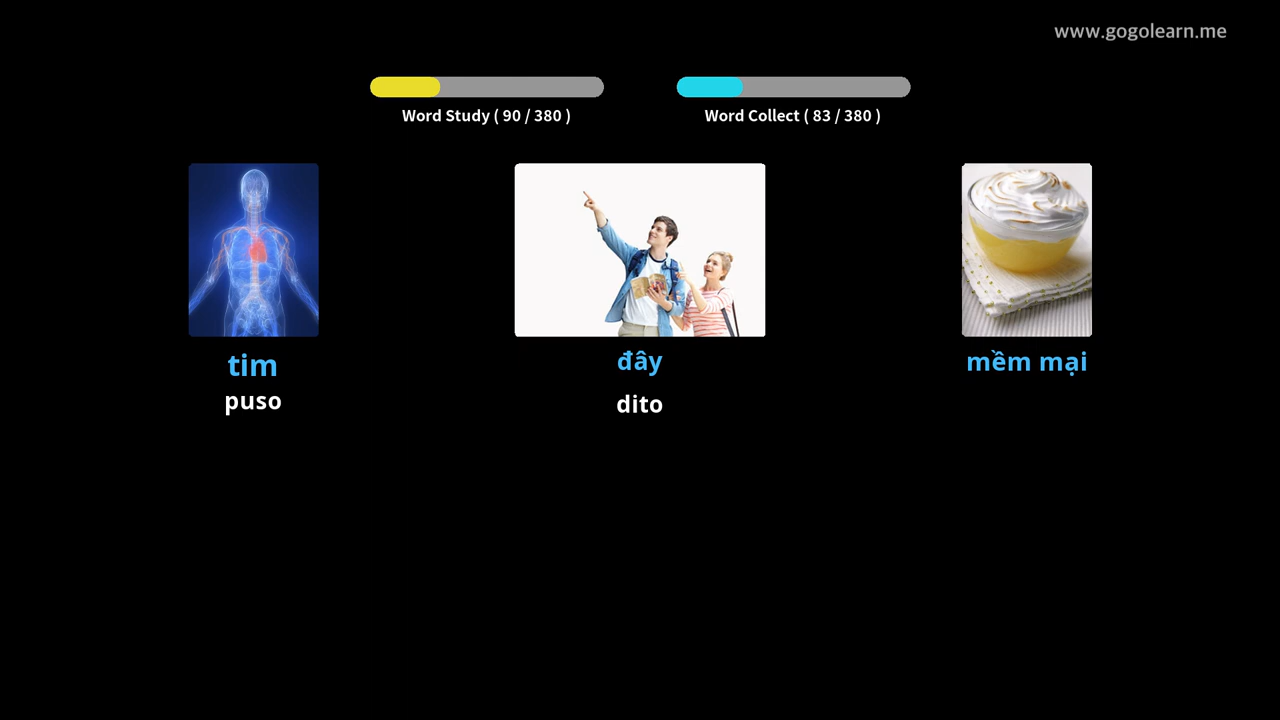 www.gogolearn.me
Word Study ( 90 / 380 )
Word Collect ( 83 / 380 )
tim
puso
đây
dito
mềm mại